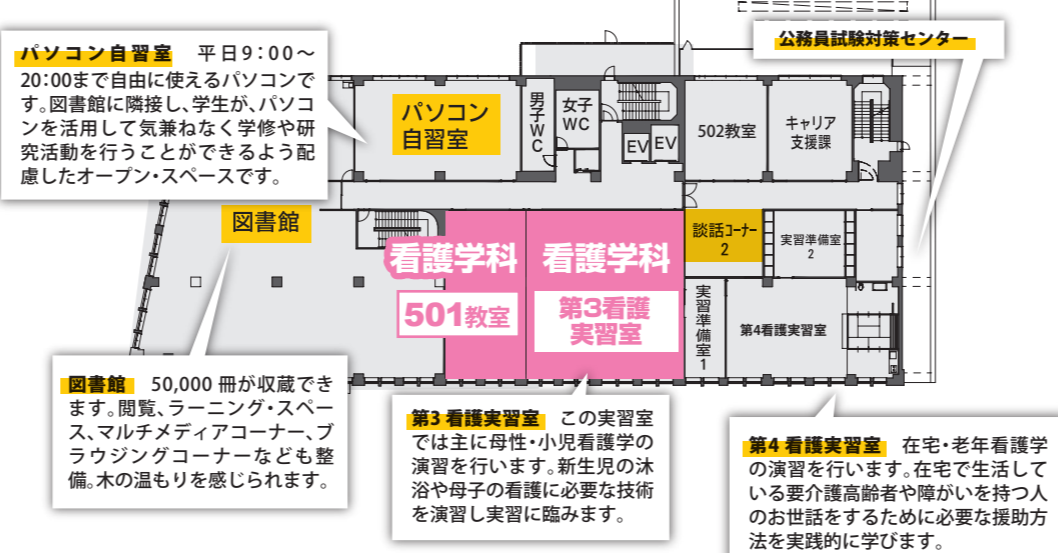 パソコン自習室　平日9:00〜
20:00まで自由に使えるパソコンで
す。図書館に隣接し、学生が、パソコ
ンを活用して気兼ねなく学修や研
究活動を行うことができるよう配
慮したオープン・スペースです。
公務員試験対策センター
パソコン
自習室
男子WC
女子
WC
EV
EV
502教室
キャリア
支援課
図書館
看護学科
501教室
看護学科
第3看護
実習室
談話コーナー
2
実習準備室
2
実習準備室1
第4看護実習室
図書館　50,000 冊が収蔵でき
ます。閲覧、ラーニング・スペー
ス、マルチメディアコーナー、ブ
ラウジングコーナーなども整
備。木の温もりを感じられます。
第3 看護実習室　この実習室
では主に母性・小児看護学の
演習を行います。新生児の沐
浴や母子の看護に必要な技術
を演習し実習に臨みます。
第4 看護実習室　在宅・老年看護学
の演習を行います。在宅で生活して
いる要介護高齢者や障がいを持つ人
のお世話をするために必要な援助方
法を実践的に学びます。